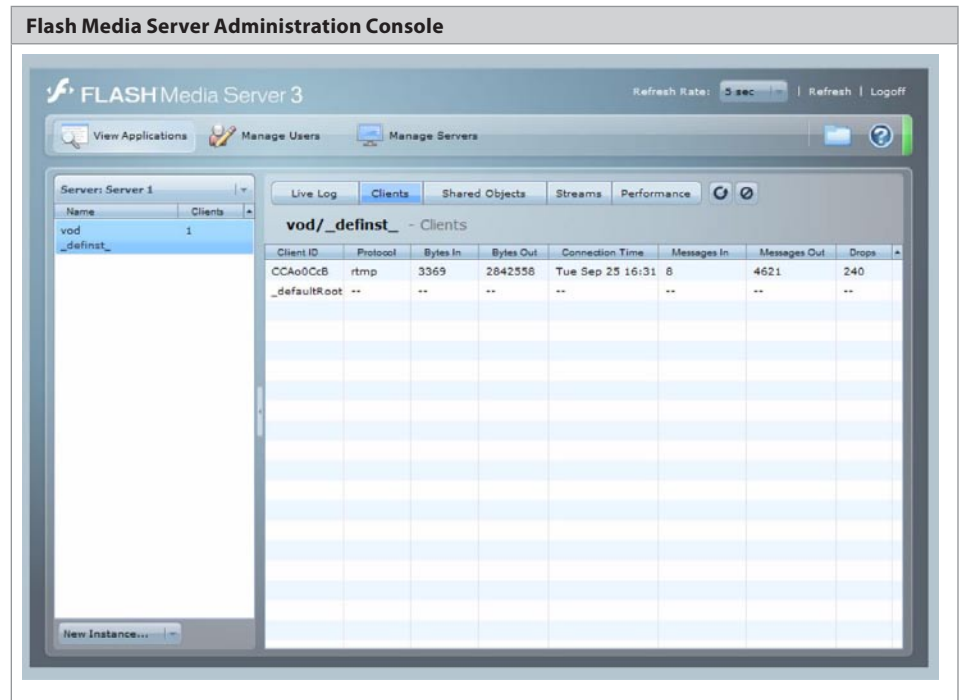 Flash Media Server Administration Console
FLASH Media Server 3
Refresh Rate: 5 sec | Refresh | Logoff
View Applications Manage Users Manage Servers
Server: Server 1
Name Clients
vod 1
_definst_
New Instance...
Live Log Clients Shared Objects Streams Performance
vod/_definst_ - Clients
Client ID Protocol Bytes In Bytes Out Connection Time Messages In Messages Out Drops
CCAo0CcB rtmp 3369 2842558 Tue Sep 25 16:31 8 4621 240
_defaultRoot -- -- -- -- -- -- --